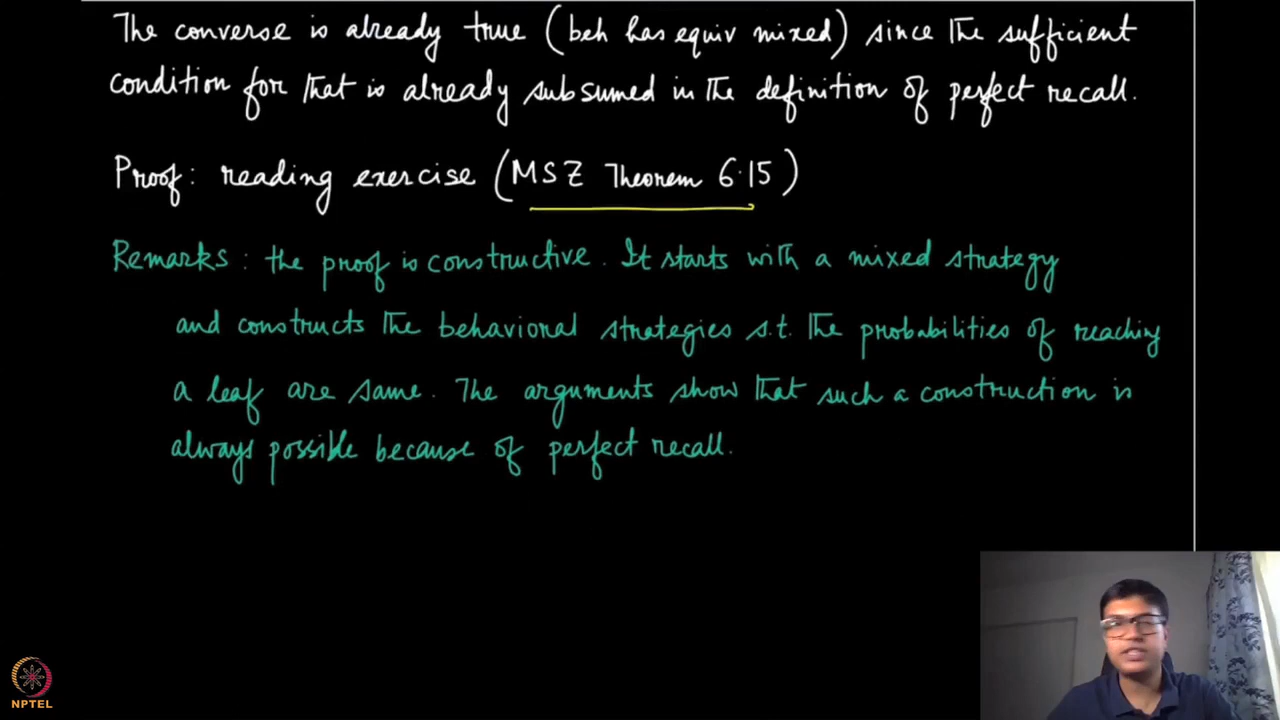 The converse is already true (beh has equiv mixed) since the sufficient
condition for that is already subsumed in the definition of perfect recall.
Proof: reading exercise (MSZ Theorem 6.15)
Remarks: the proof is constructive. It starts with a mixed strategy
and constructs the behavioral strategies s.t. the probabilities of reaching
a leaf are same. The arguments show that such a construction is
always possible because of perfect recall.
NPTEL